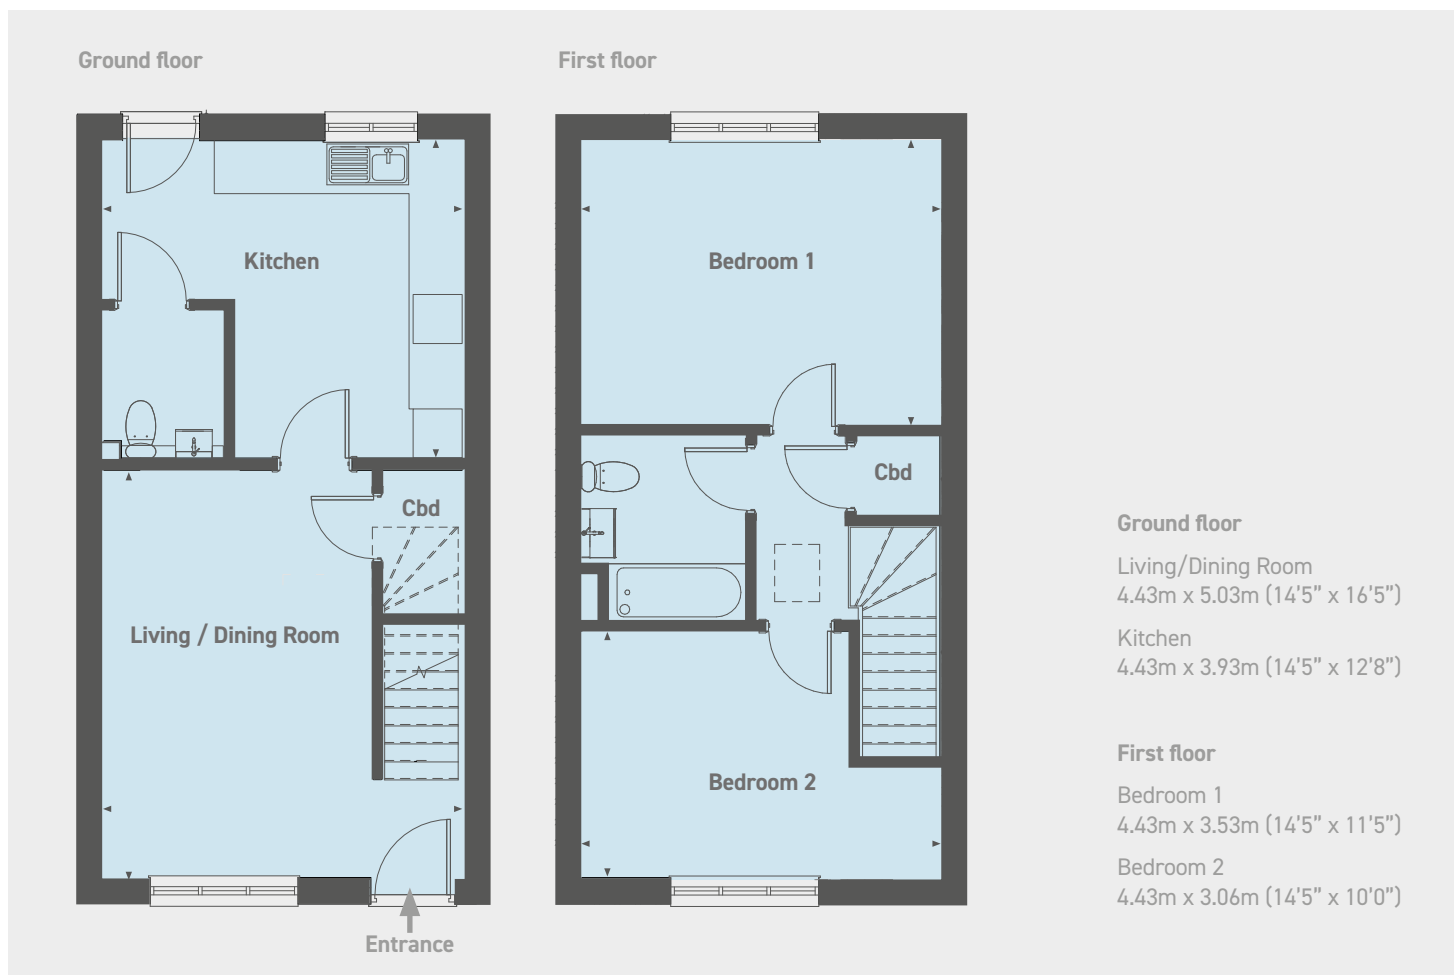 Ground floor
First floor
Kitchen
Bedroom 1
Cbd
Cbd
Living / Dining Room
Bedroom 2
Entrance
Ground floor
Living/Dining Room
4.43m x 5.03m (14’5” x 16’5”)
Kitchen
4.43m x 3.93m (14’5” x 12’8”)
First floor
Bedroom 1
4.43m x 3.53m (14’5” x 11’5”)
Bedroom 2
4.43m x 3.06m (14’5” x 10’0”)